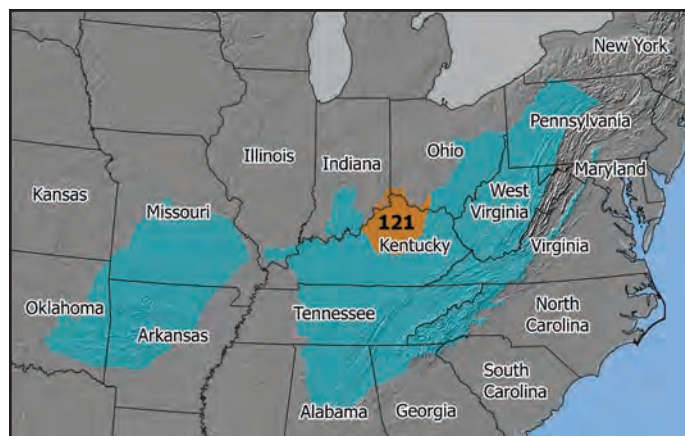 New York
Pennsylvania
Ohio
Illinois
Indiana
Maryland
Kansas
Missouri
West
Virginia
121
Kentucky
Virginia
Oklahoma
Arkansas
Tennessee
North
Carolina
South
Carolina
Alabama
Georgia